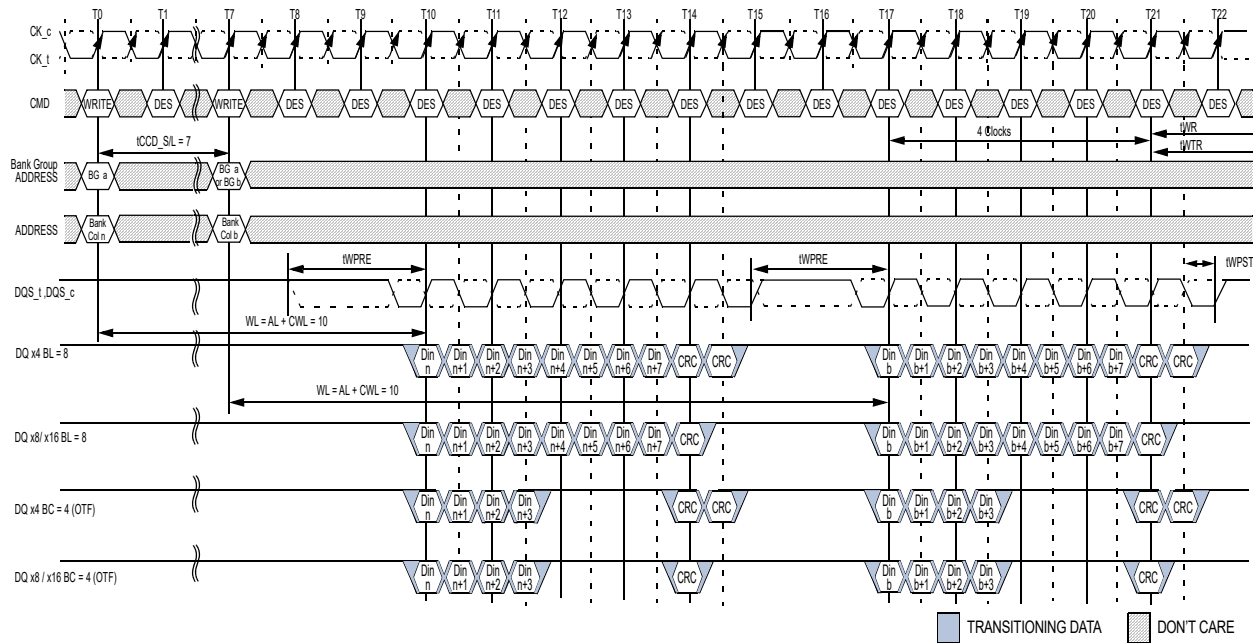 T0 T1 T7 T8 T9 T10 T11 T12 T13 T14 T15 T16 T17 T18 T19 T20 T21 T22
CK_c
CK_t
CMD WRITE DES WRITE DES DES DES DES DES DES DES DES DES DES DES DES DES DES DES
tCCD_S/L = 7
4 Clocks
tWR
tWTR
Bank Group
ADDRESS
BG a
BG a
or BG b
ADDRESS
Bank
Col n
Bank
Col b
tWPRE tWPRE tWPST
DQS_t ,DQS_c
WL = AL + CWL = 10
DQ x4 BL = 8
Din Din Din Din Din Din Din Din CRC CRC Din Din Din Din Din Din Din Din CRC CRC
n n+1 n+2 n+3 n+4 n+5 n+6 n+7 b b+1 b+2 b+3 b+4 b+5 b+6 b+7
WL = AL + CWL = 10
DQ x8/ x16 BL = 8
Din Din Din Din Din Din Din Din CRC Din Din Din Din Din Din Din Din CRC
n n+1 n+2 n+3 n+4 n+5 n+6 n+7 b b+1 b+2 b+3 b+4 b+5 b+6 b+7
DQ x4 BC = 4 (OTF)
Din Din Din Din CRC CRC Din Din Din Din CRC CRC
n n+1 n+2 n+3 b b+1 b+2 b+3
DQ x8 / x16 BC = 4 (OTF)
Din Din Din Din CRC Din Din Din Din CRC
n n+1 n+2 n+3 b b+1 b+2 b+3
TRANSITIONING DATA DON'T CARE